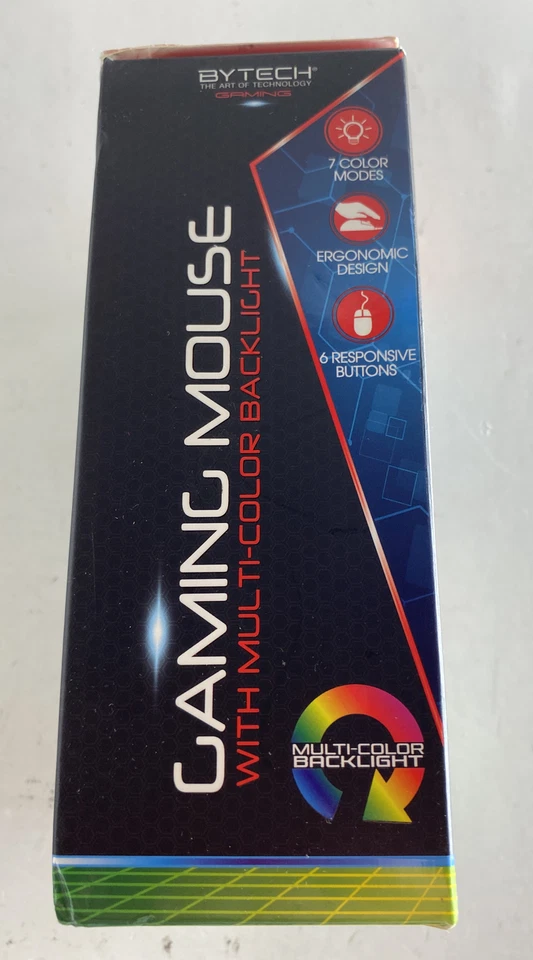 BYTECH®
THE ART OF TECHNOLOGY
GAMING
7 COLOR
MODES
ERGONOMIC
DESIGN
6 RESPONSIVE
BUTTONS
GAMING MOUSE
WITH MULTI-COLOR BACKLIGHT
MULTI-COLOR
BACKLIGHT